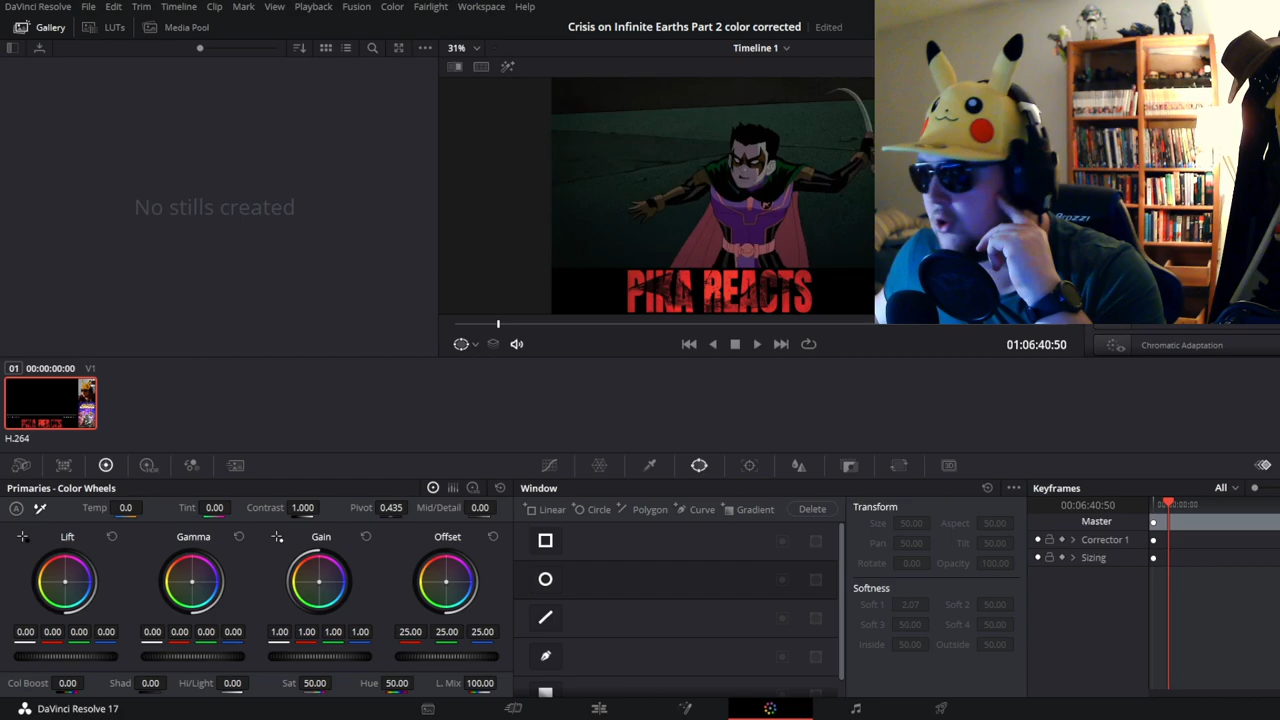 DaVinci Resolve File Edit Trim Timeline Clip Mark View Playback Fusion Color Fairlight Workspace Help
Gallery LUTs Media Pool
Crisis on Infinite Earths Part 2 color corrected Edited
31% Timeline 1
No stills created
PIKA REACTS
Arozzi
01:06:40:50
Chromatic Adaptation
01 00:00:00:00 V1
H.264
Primaries - Color Wheels
Temp 0.0 Tint 0.00 Contrast 1.000 Pivot 0.435 Mid/Detail 0.00
Lift Gamma Gain Offset
0.00 0.00 0.00 0.00 0.00 0.00 0.00 0.00 1.00 1.00 1.00 1.00 25.00 25.00 25.00
Col Boost 0.00 Shad 0.00 Hi/Light 0.00 Sat 50.00 Hue 50.00 L. Mix 100.00
Window
Linear Circle Polygon Curve Gradient Delete
Transform
Size 50.00 Aspect 50.00
Pan 50.00 Tilt 50.00
Rotate 0.00 Opacity 100.00
Softness
Soft 1 2.07 Soft 2 50.00
Soft 3 50.00 Soft 4 50.00
Inside 50.00 Outside 50.00
Keyframes All
00:06:40:50
Master
Corrector 1
Sizing
DaVinci Resolve 17